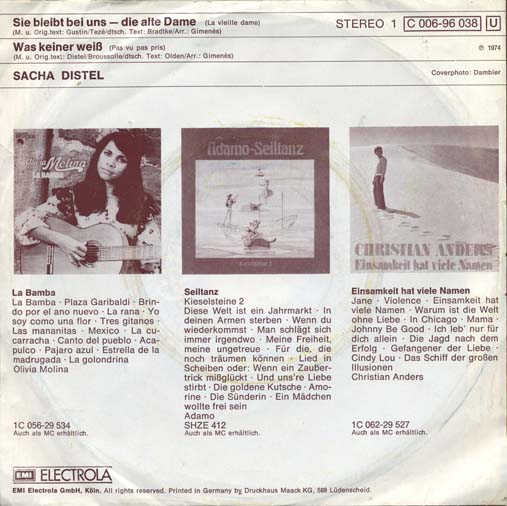 Sie bleibt bei uns – die alte Dame (La vieille dame)
(M. u. Orig.text: Gustin/Tezé/dtsch. Text: Bradtke/Arr.: Gimenès)
STEREO 1 C 006-96 038 U
Was keiner weiß (Pas vu pas pris)
(M. u. Orig.text: Distel/Broussolle/dtsch. Text: Olden/Arr.: Gimenès)
℗ 1974
SACHA DISTEL
Coverphoto: Dambier
Olivia Molina
LA BAMBA
Adamo-Seiltanz
kieselsteine 2
CHRISTIAN ANDERS
Einsamkeit hat viele Namen
La Bamba
La Bamba · Plaza Garibaldi · Brin-
do por el ano nuevo · La rana · Yo
soy como una flor · Tres gitanos ·
Las mananitas · Mexico · La cu-
carracha · Canto del pueblo · Aca-
pulco · Pajaro azul · Estrella de la
madrugada · La golondrina
Olivia Molina
1C 056-29 534
Auch als MC erhältlich.
Seiltanz
Kieselsteine 2
Diese Welt ist ein Jahrmarkt · In
deinen Armen sterben · Wenn du
wiederkommst · Man schlägt sich
immer irgendwo · Meine Freiheit,
meine ungetreue · Für die, die
noch träumen können · Lied in
Scheiben oder: Wenn ein Zauber-
trick mißglückt · Und uns're Liebe
stirbt · Die goldene Kutsche · Amo-
rine · Die Sünderin · Ein Mädchen
wollte frei sein
Adamo
SHZE 412
Auch als MC erhältlich.
Einsamkeit hat viele Namen
Jane · Violence · Einsamkeit hat
viele Namen · Warum ist die Welt
ohne Liebe · In Chicago · Mama ·
Johnny Be Good · Ich leb' nur für
dich allein · Die Jagd nach dem
Erfolg · Gefangener der Liebe ·
Cindy Lou · Das Schiff der großen
Illusionen
Christian Anders
1C 062-29 527
Auch als MC erhältlich.
EMI ELECTROLA
EMI Electrola GmbH, Köln. All rights reserved. Printed in Germany by Druckhaus Maack KG, 588 Lüdenscheid.